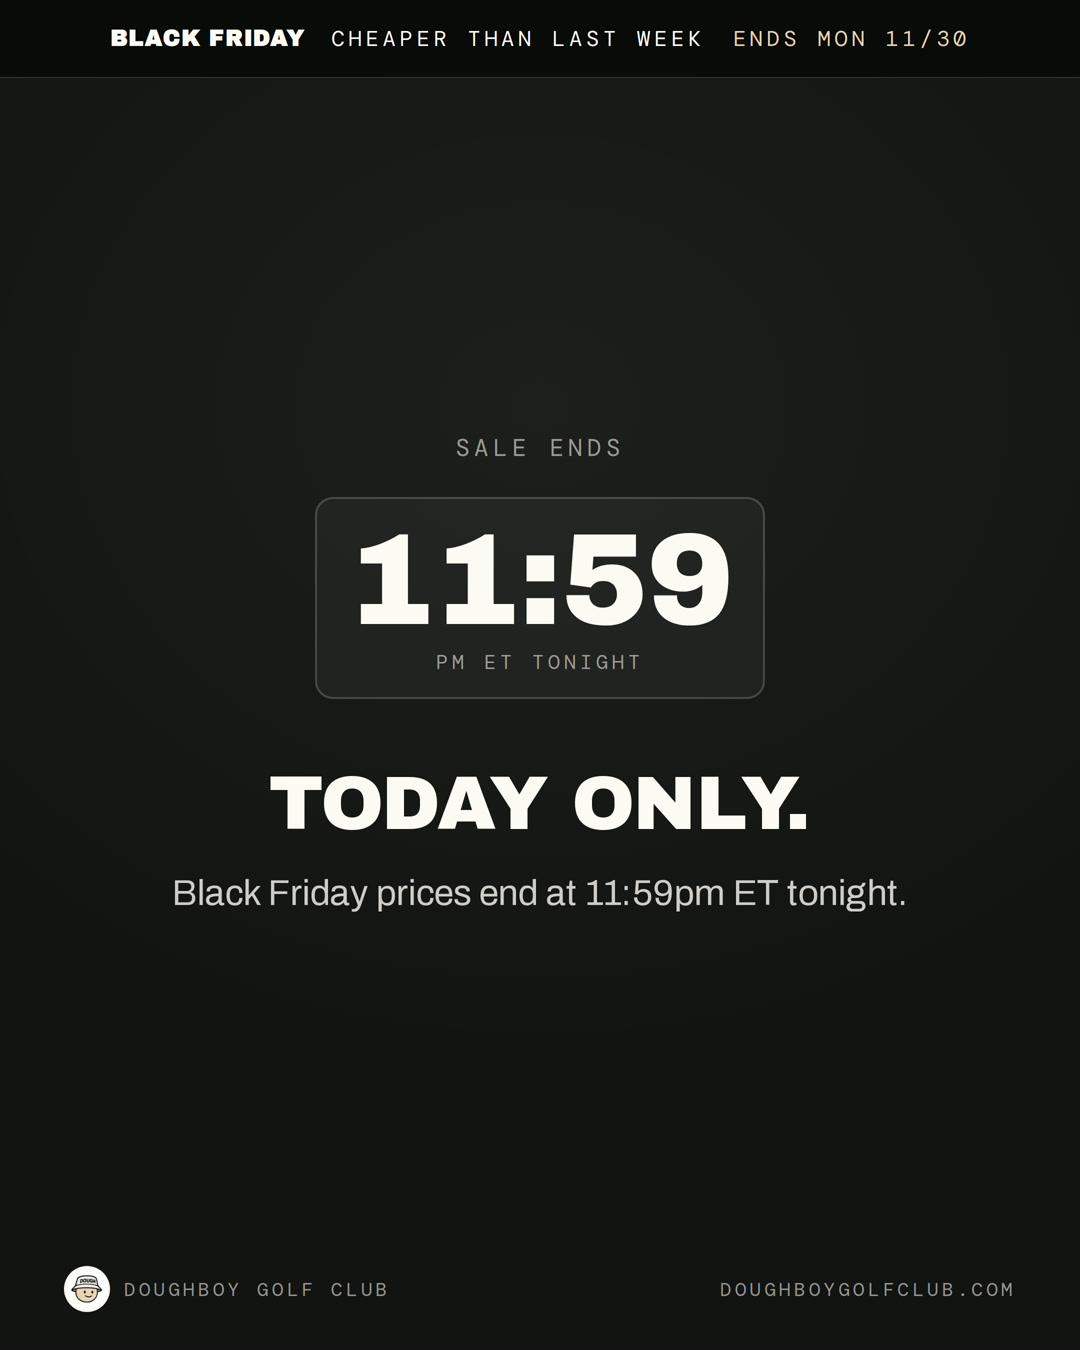 BLACK FRIDAY CHEAPER THAN LAST WEEK ENDS MON 11/30
SALE ENDS
11:59
PM ET TONIGHT
TODAY ONLY.
Black Friday prices end at 11:59pm ET tonight.
DOUGH
DOUGHBOY GOLF CLUB
DOUGHBOYGOLFCLUB.COM